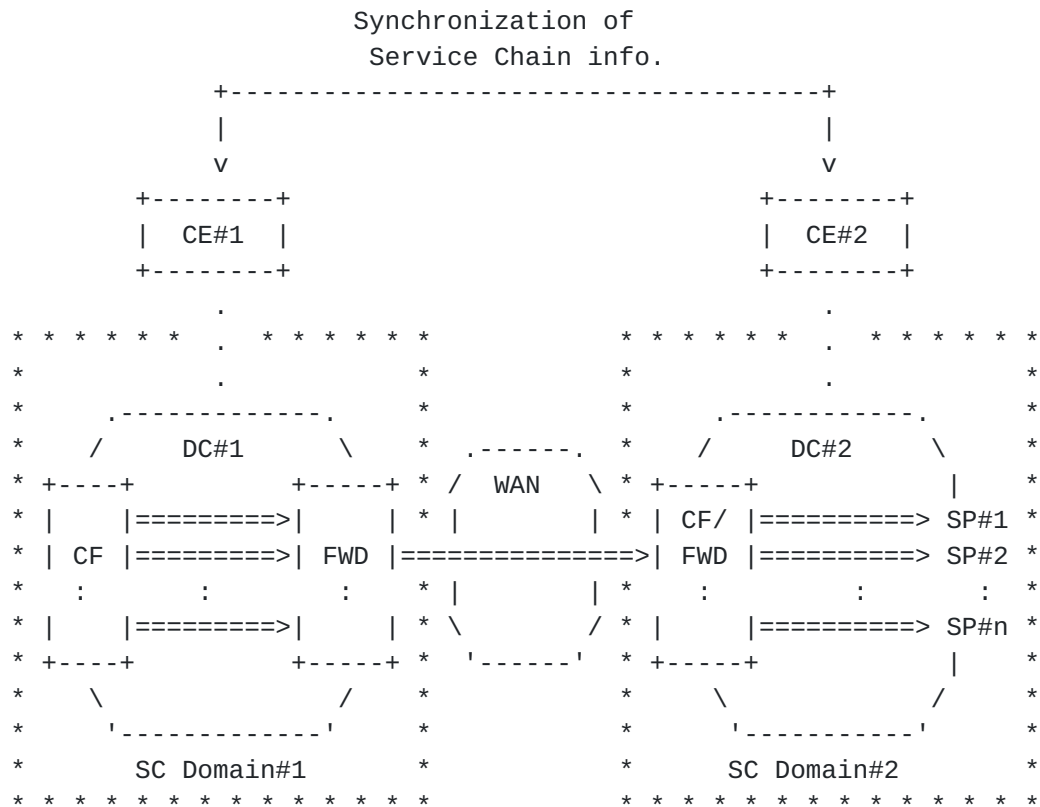 Synchronization of
Service Chain info.
+--------------------------------------+
|                                      |
v                                      v
+--------+                              +--------+
|  CE#1  |                              |  CE#2  |
+--------+                              +--------+
.                                      .
* * * * * *  .  * * * * * *            * * * * * *  .  * * * * * *
*            .            *            *            .            *
*      .-------------.     *            *      .------------.      *
*     /     DC#1      \    *  .------.  *     /     DC#2     \     *
* +----+          +-----+ * /  WAN   \ * +-----+            |    *
* |    |=========>|     | * |        | * | CF/ |==========> SP#1 *
* | CF |=========>| FWD |===============>| FWD |==========> SP#2 *
*   :       :        :    * |        | *    :         :       :  *
* |    |=========>|     | * \        / * |     |==========> SP#n *
* +----+          +-----+ *  '------'  * +-----+            |    *
*     \               /    *            *     \             /     *
*      '-------------'     *            *      '-----------'      *
*       SC Domain#1       *            *      SC Domain#2        *
* * * * * * * * * * * * * *            * * * * * * * * * * * * * *